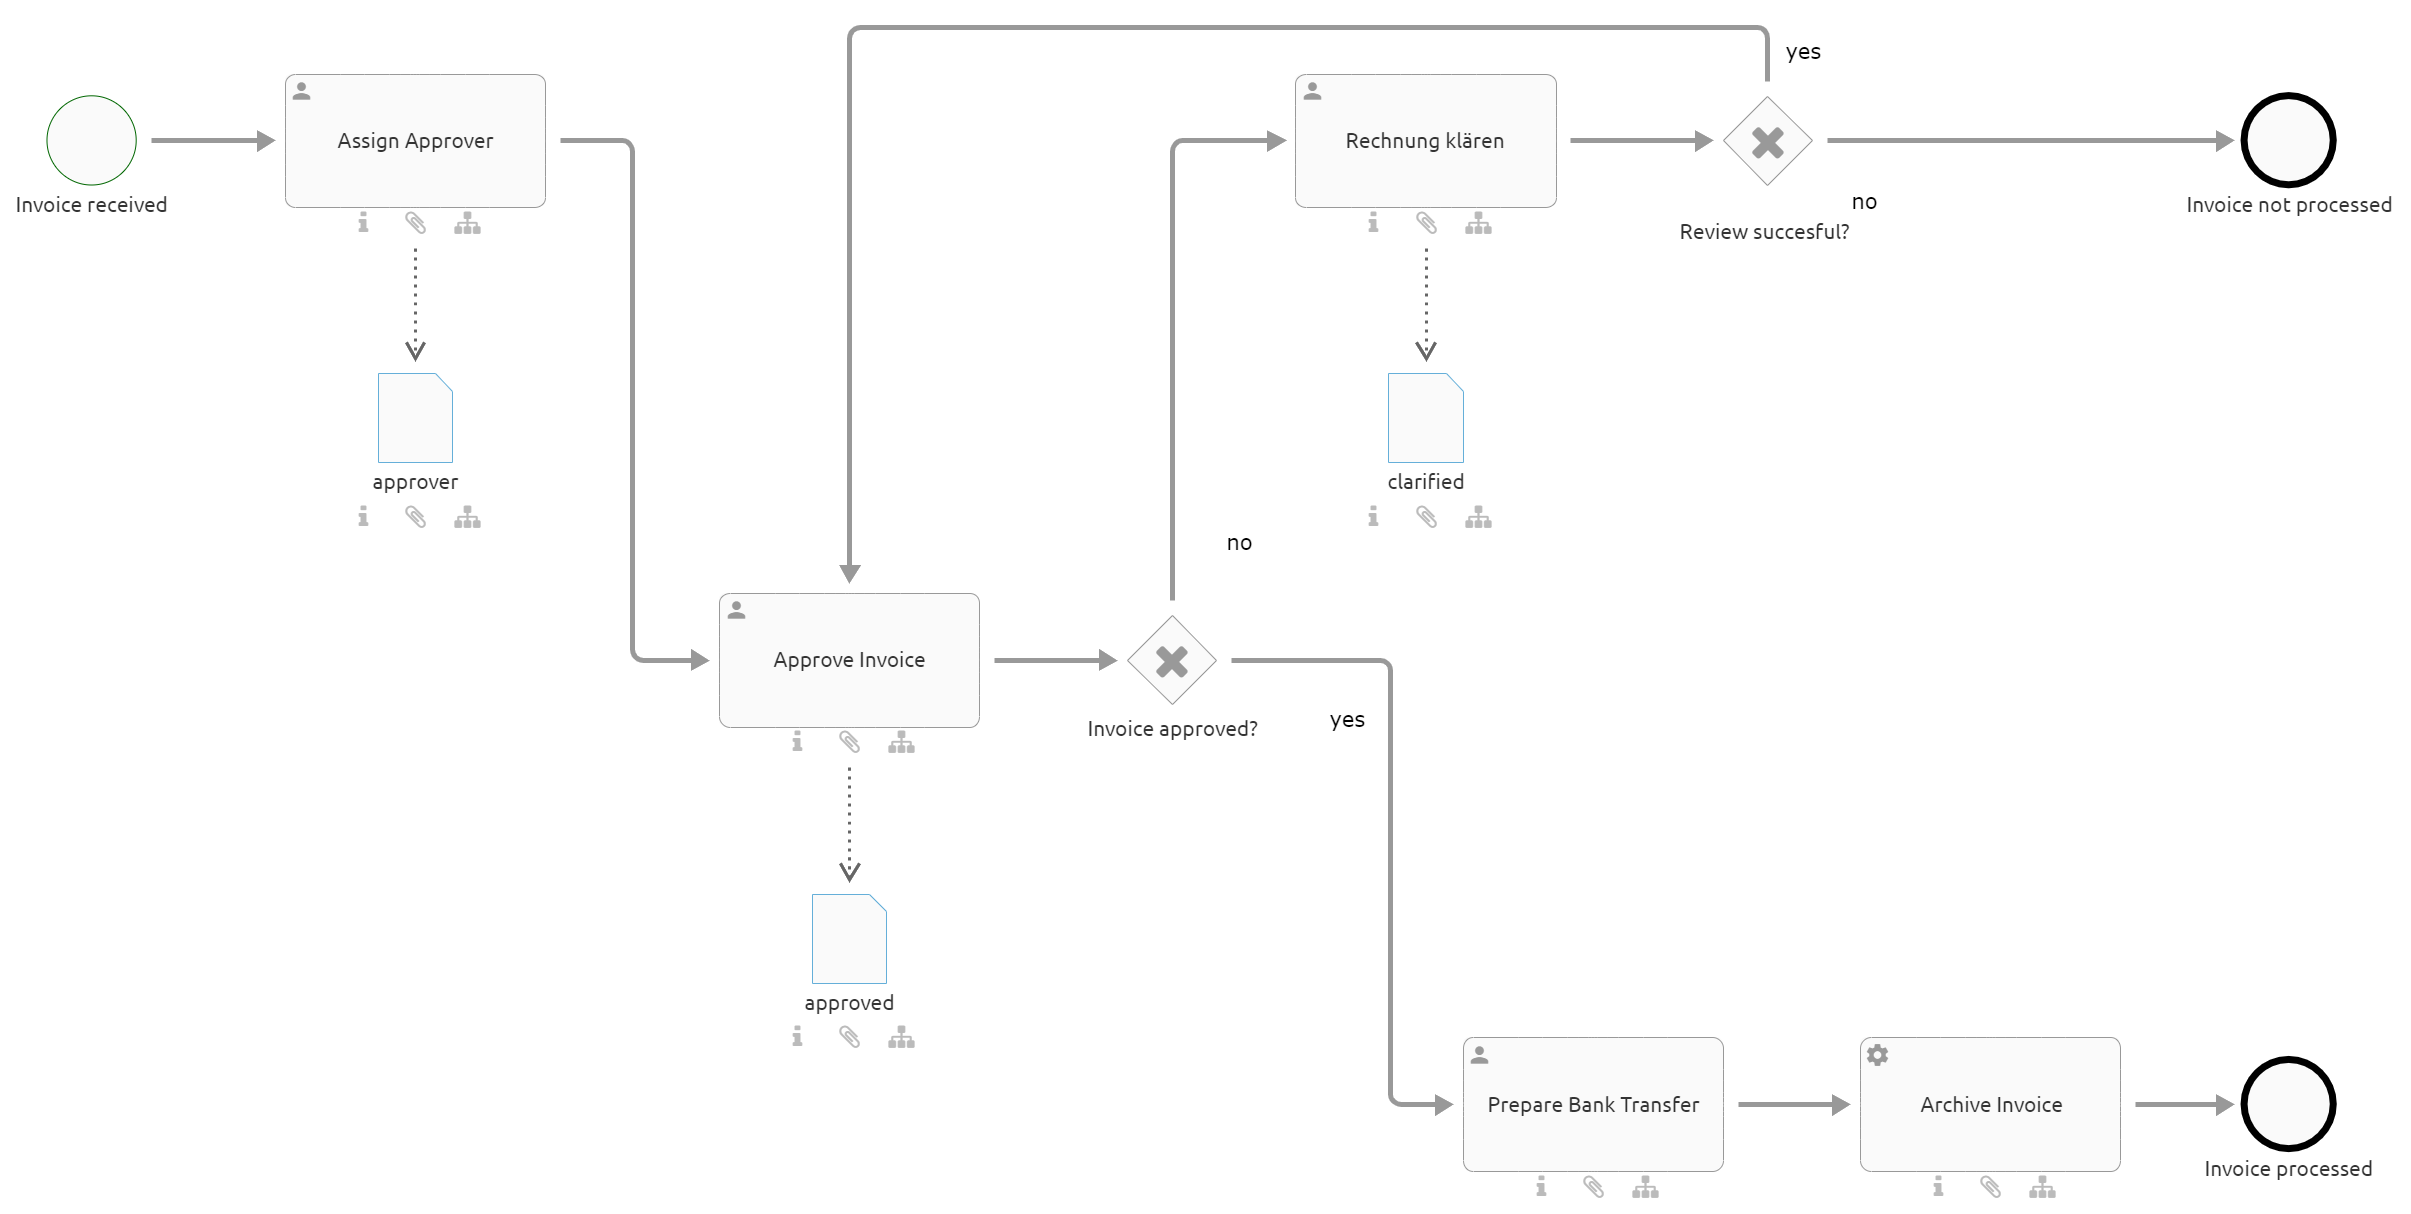 yes
Assign Approver
Rechnung klären
Invoice received
no
Invoice not processed
Review succesful?
approver
clarified
no
Approve Invoice
yes
Invoice approved?
approved
Prepare Bank Transfer
Archive Invoice
Invoice processed